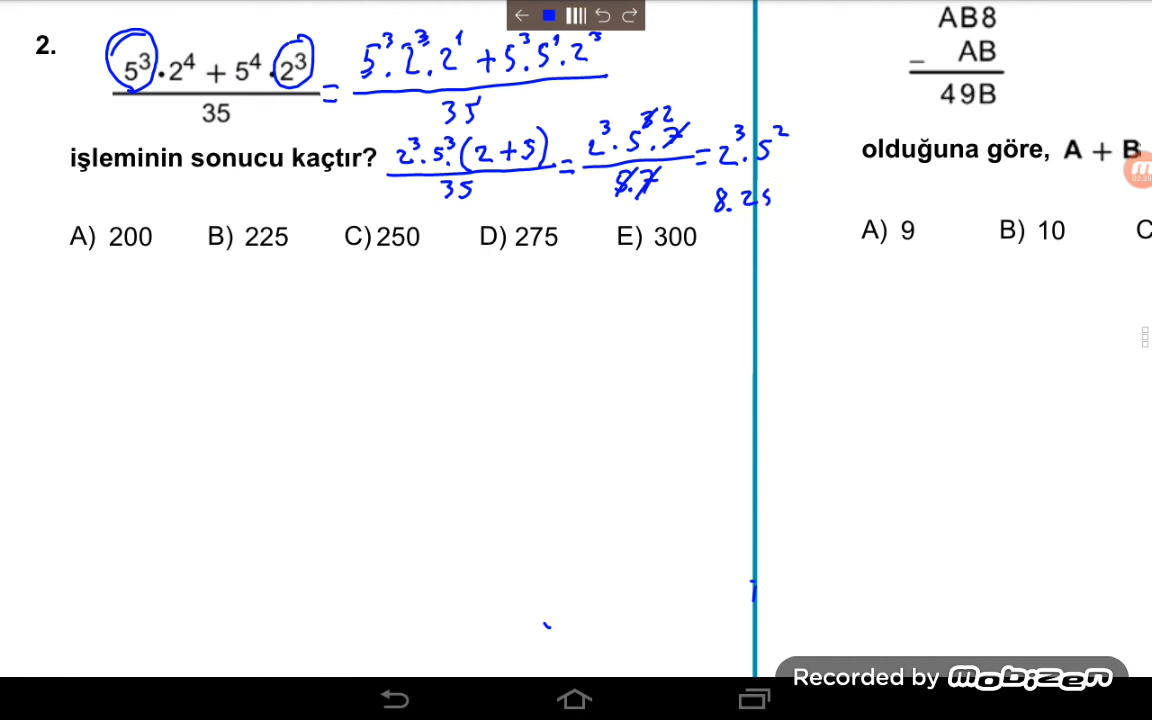 2.
5³·2⁴ + 5⁴·2³ / 35 = 5³·2³·2¹ + 5³·5¹·2³ / 35
işleminin sonucu kaçtır? 2³·5³(2+5) / 35 = 2³·5³ ²·7 / 5·7 = 2³·5²
8.25
A) 200 B) 225 C) 250 D) 275 E) 300
AB8
- AB
49B
olduğuna göre, A + B
A) 9 B) 10 C
Recorded by mobizen